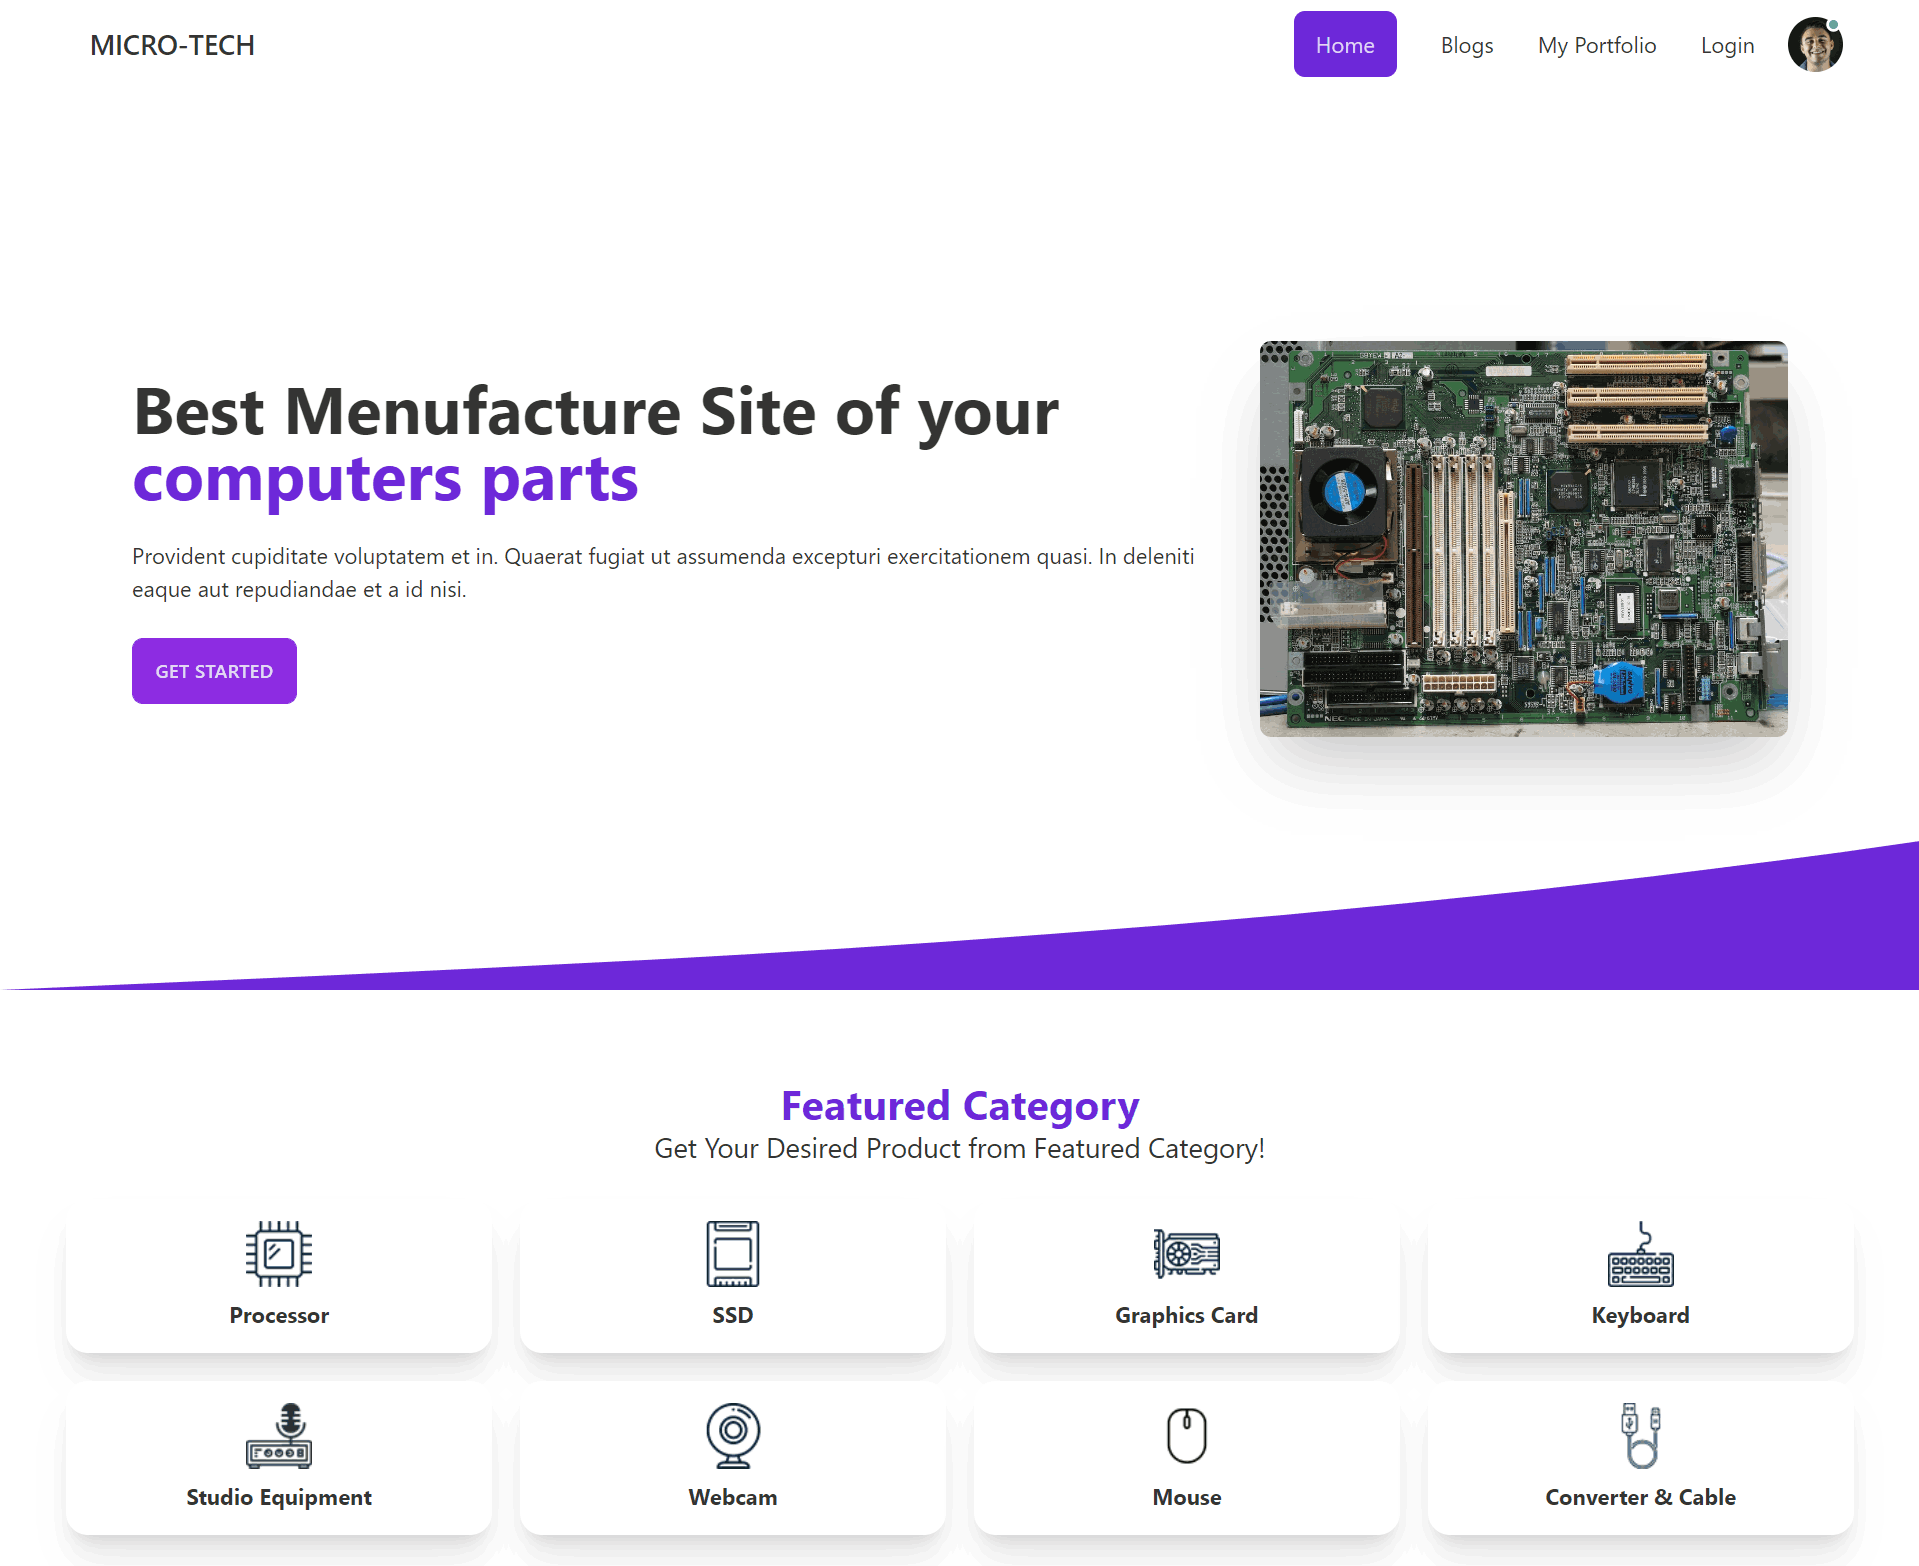 MICRO-TECH
Home
Blogs
My Portfolio
Login
Best Menufacture Site of your
computers parts
Provident cupiditate voluptatem et in. Quaerat fugiat ut assumenda excepturi exercitationem quasi. In deleniti
eaque aut repudiandae et a id nisi.
GET STARTED
NEC
Featured Category
Get Your Desired Product from Featured Category!
Processor
SSD
Graphics Card
Keyboard
Studio Equipment
Webcam
Mouse
Converter & Cable